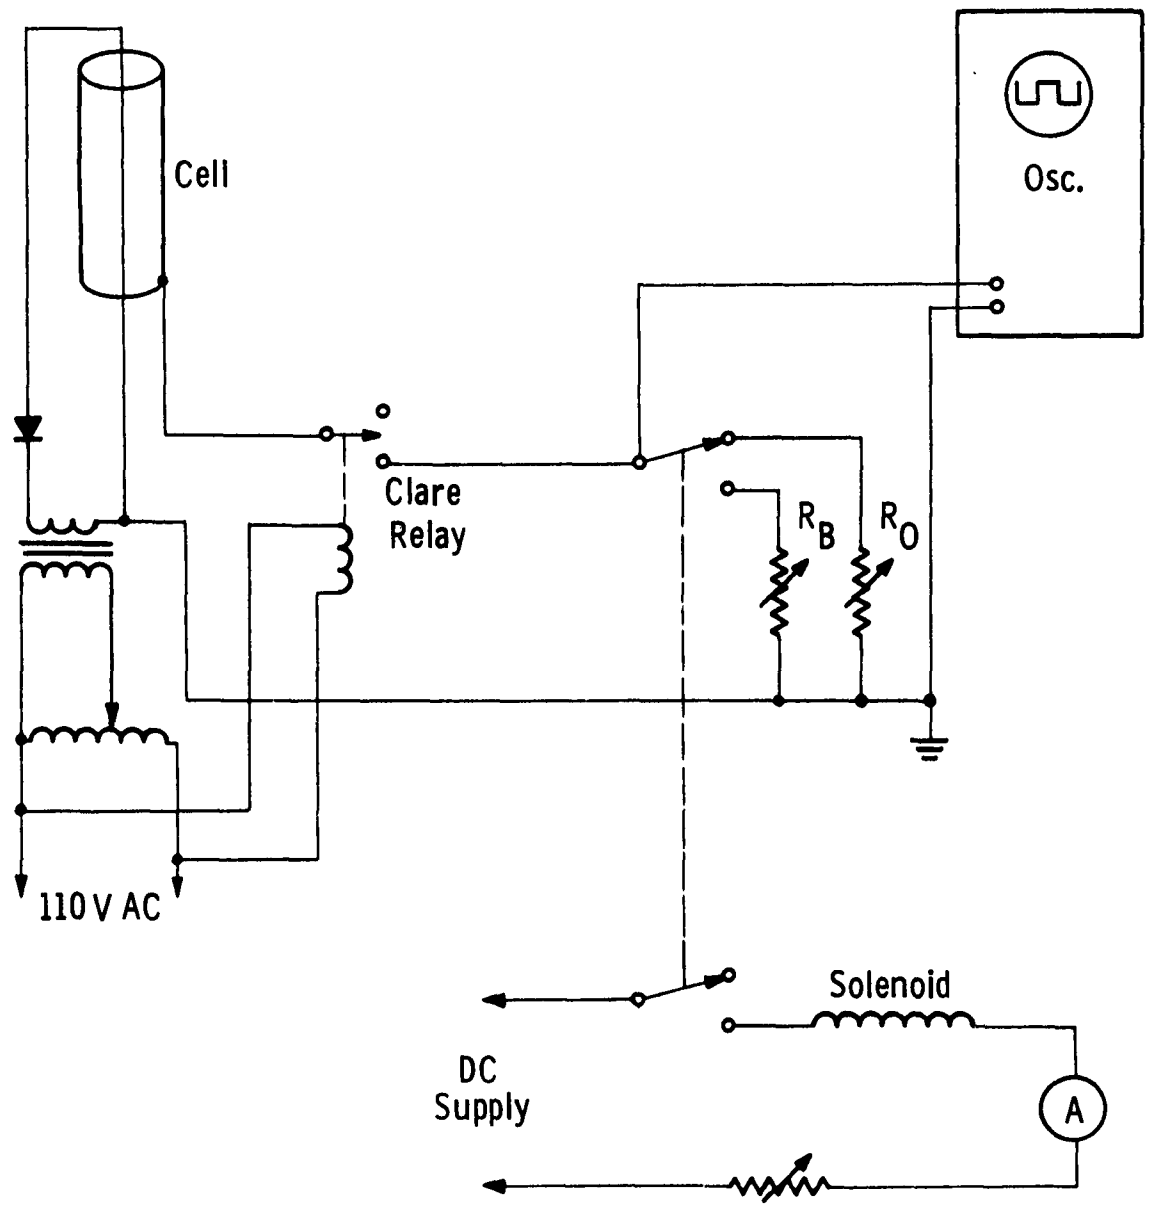 Cell
Osc.
Clare
Relay
R_B
R_O
110 V AC
Solenoid
DC
Supply
A